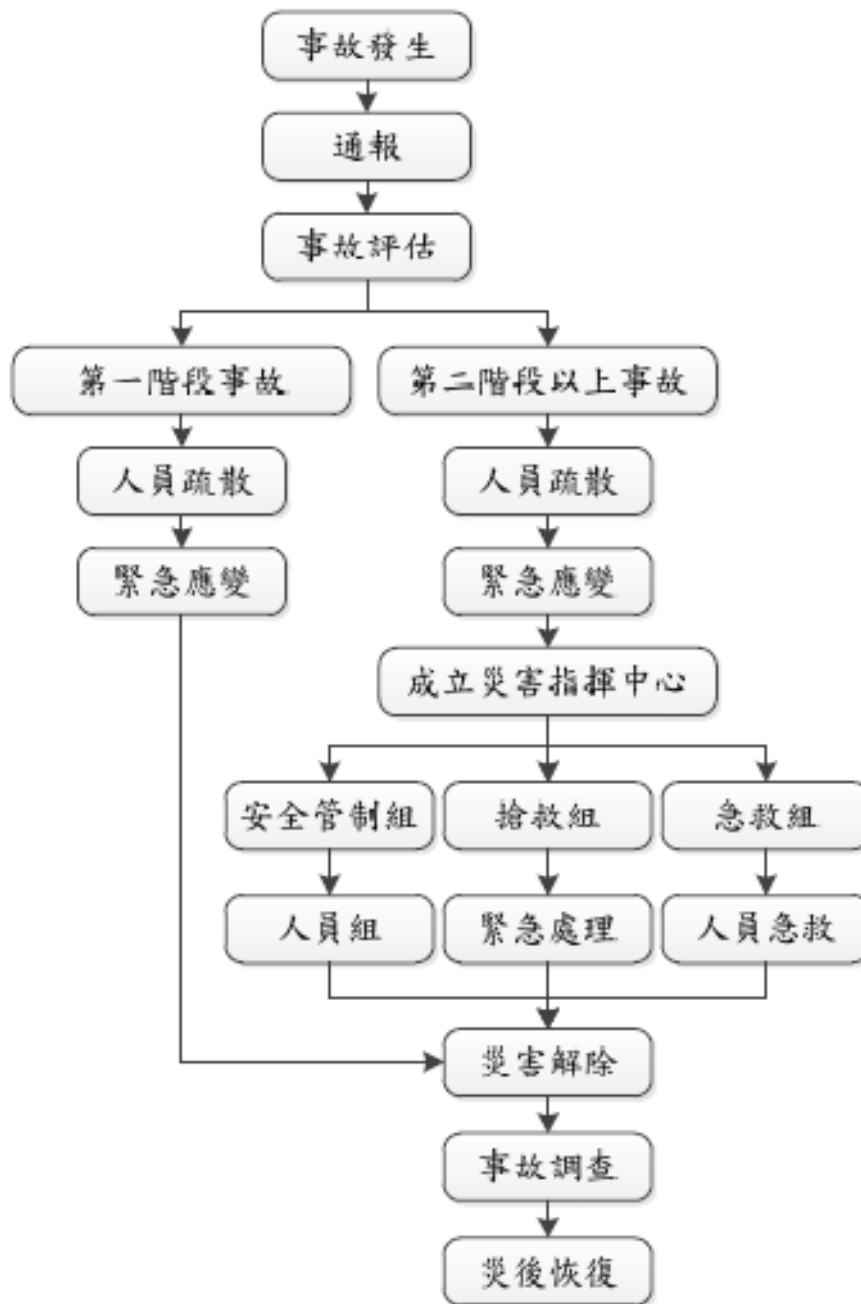 事故發生
通報
事故評估
第一階段事故
第二階段以上事故
人員疏散
人員疏散
緊急應變
緊急應變
成立災害指揮中心
安全管制組
搶救組
急救組
人員組
緊急處理
人員急救
災害解除
事故調查
災後恢復